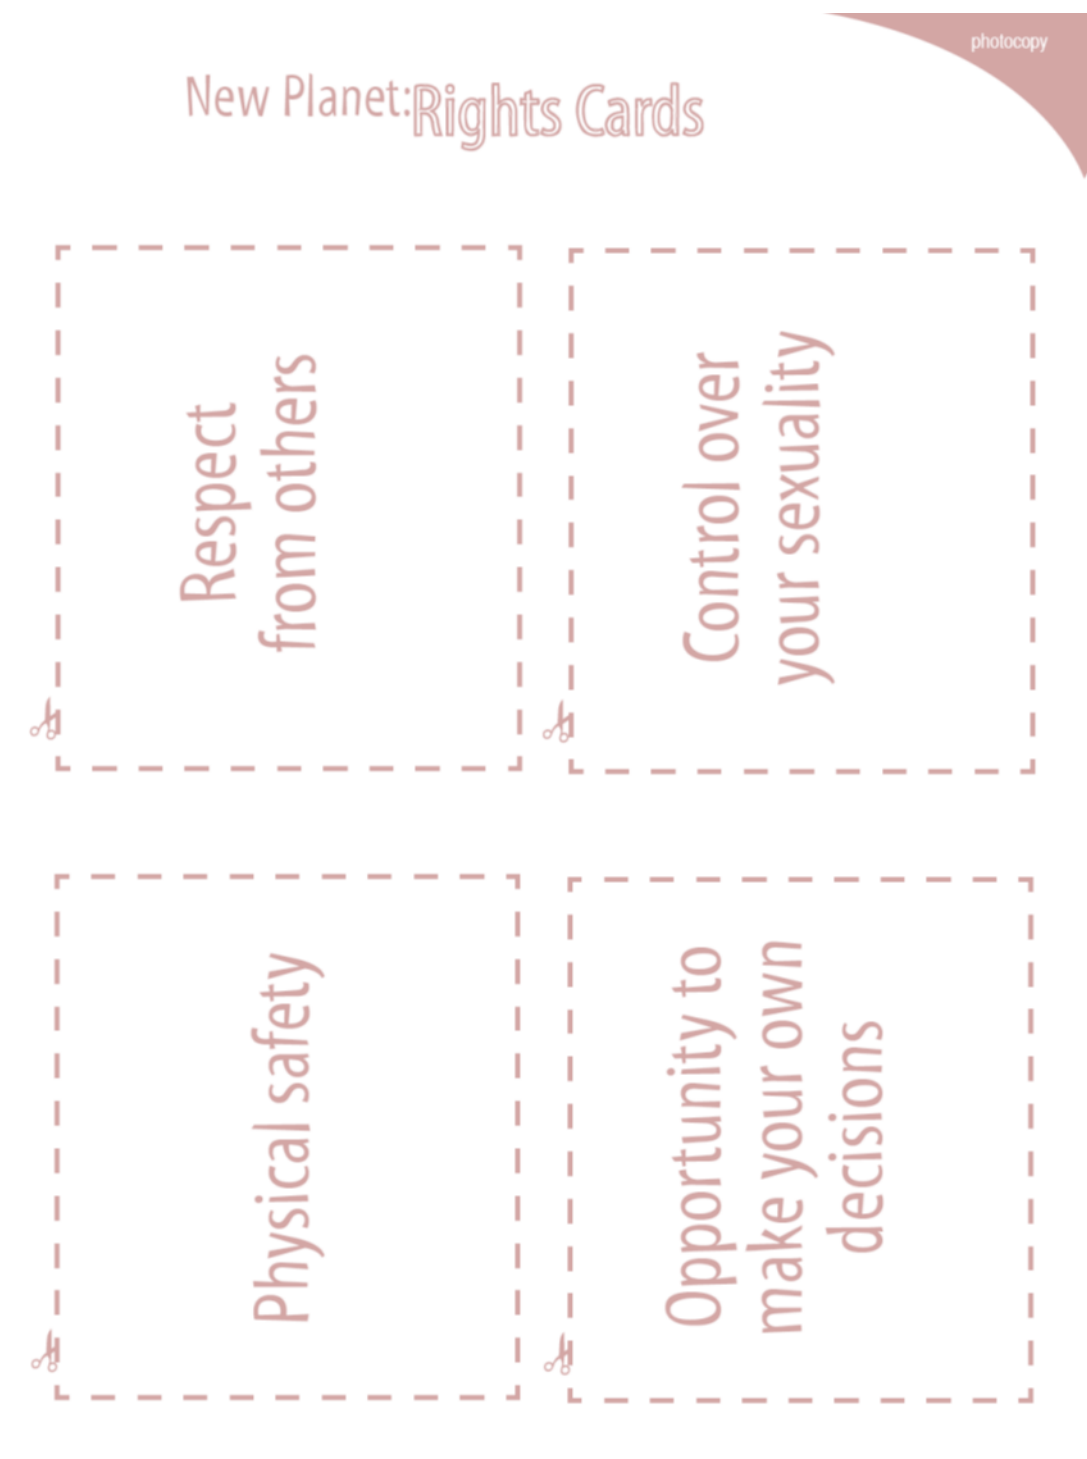 photocopy
New Planet: Rights Cards
Respect
from others
Control over
your sexuality
Physical safety
Opportunity to
make your own
decisions